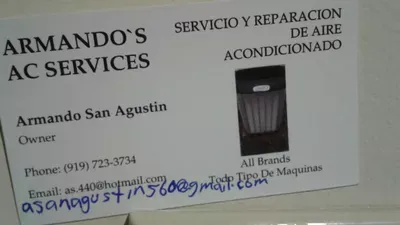 ARMANDO`S
AC SERVICES
Armando San Agustin
Owner
Phone: (919) 723-3734
Email: as.440@hotmail.com
asanagustin560@gmail.com
SERVICIO Y REPARACION
DE AIRE
ACONDICIONADO
All Brands
Todo Tipo De Maquinas